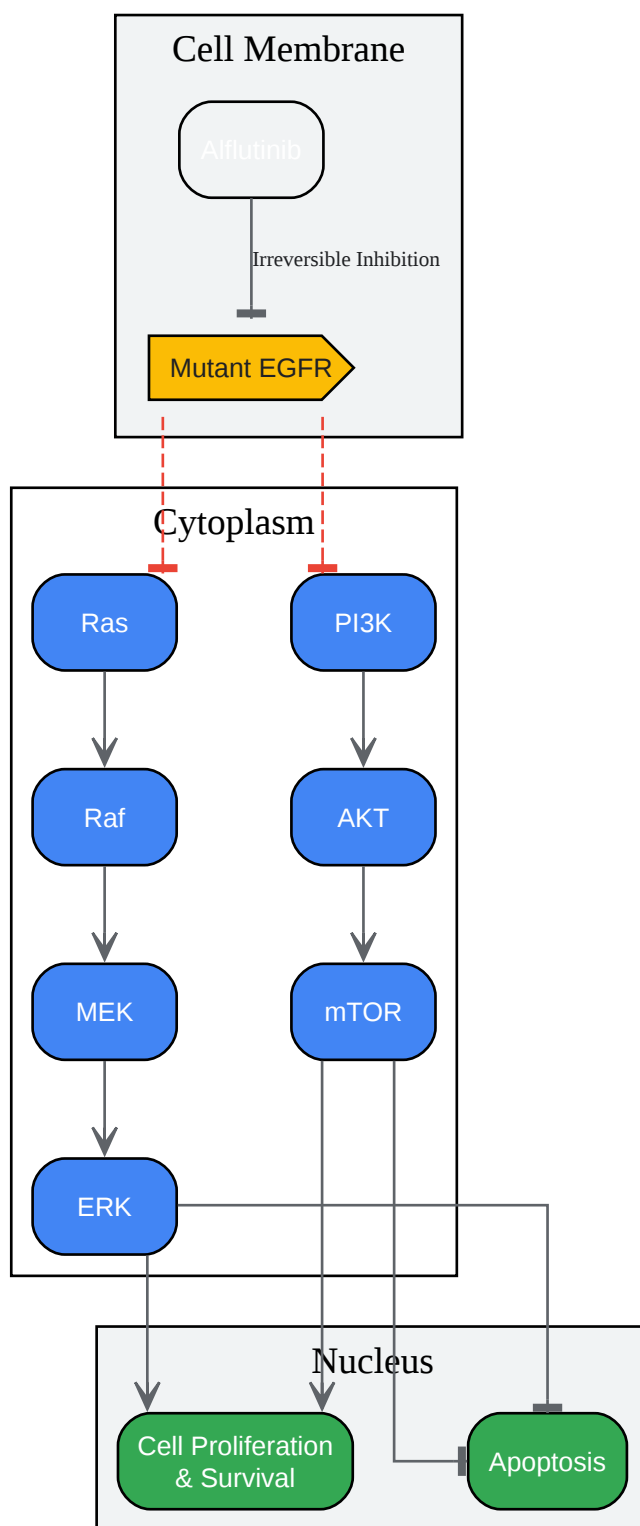 Cell Membrane
Alflutinib
Irreversible Inhibition
Mutant EGFR
Cytoplasm
Ras
PI3K
Raf
AKT
MEK
mTOR
ERK
Nucleus
Cell Proliferation
& Survival
Apoptosis